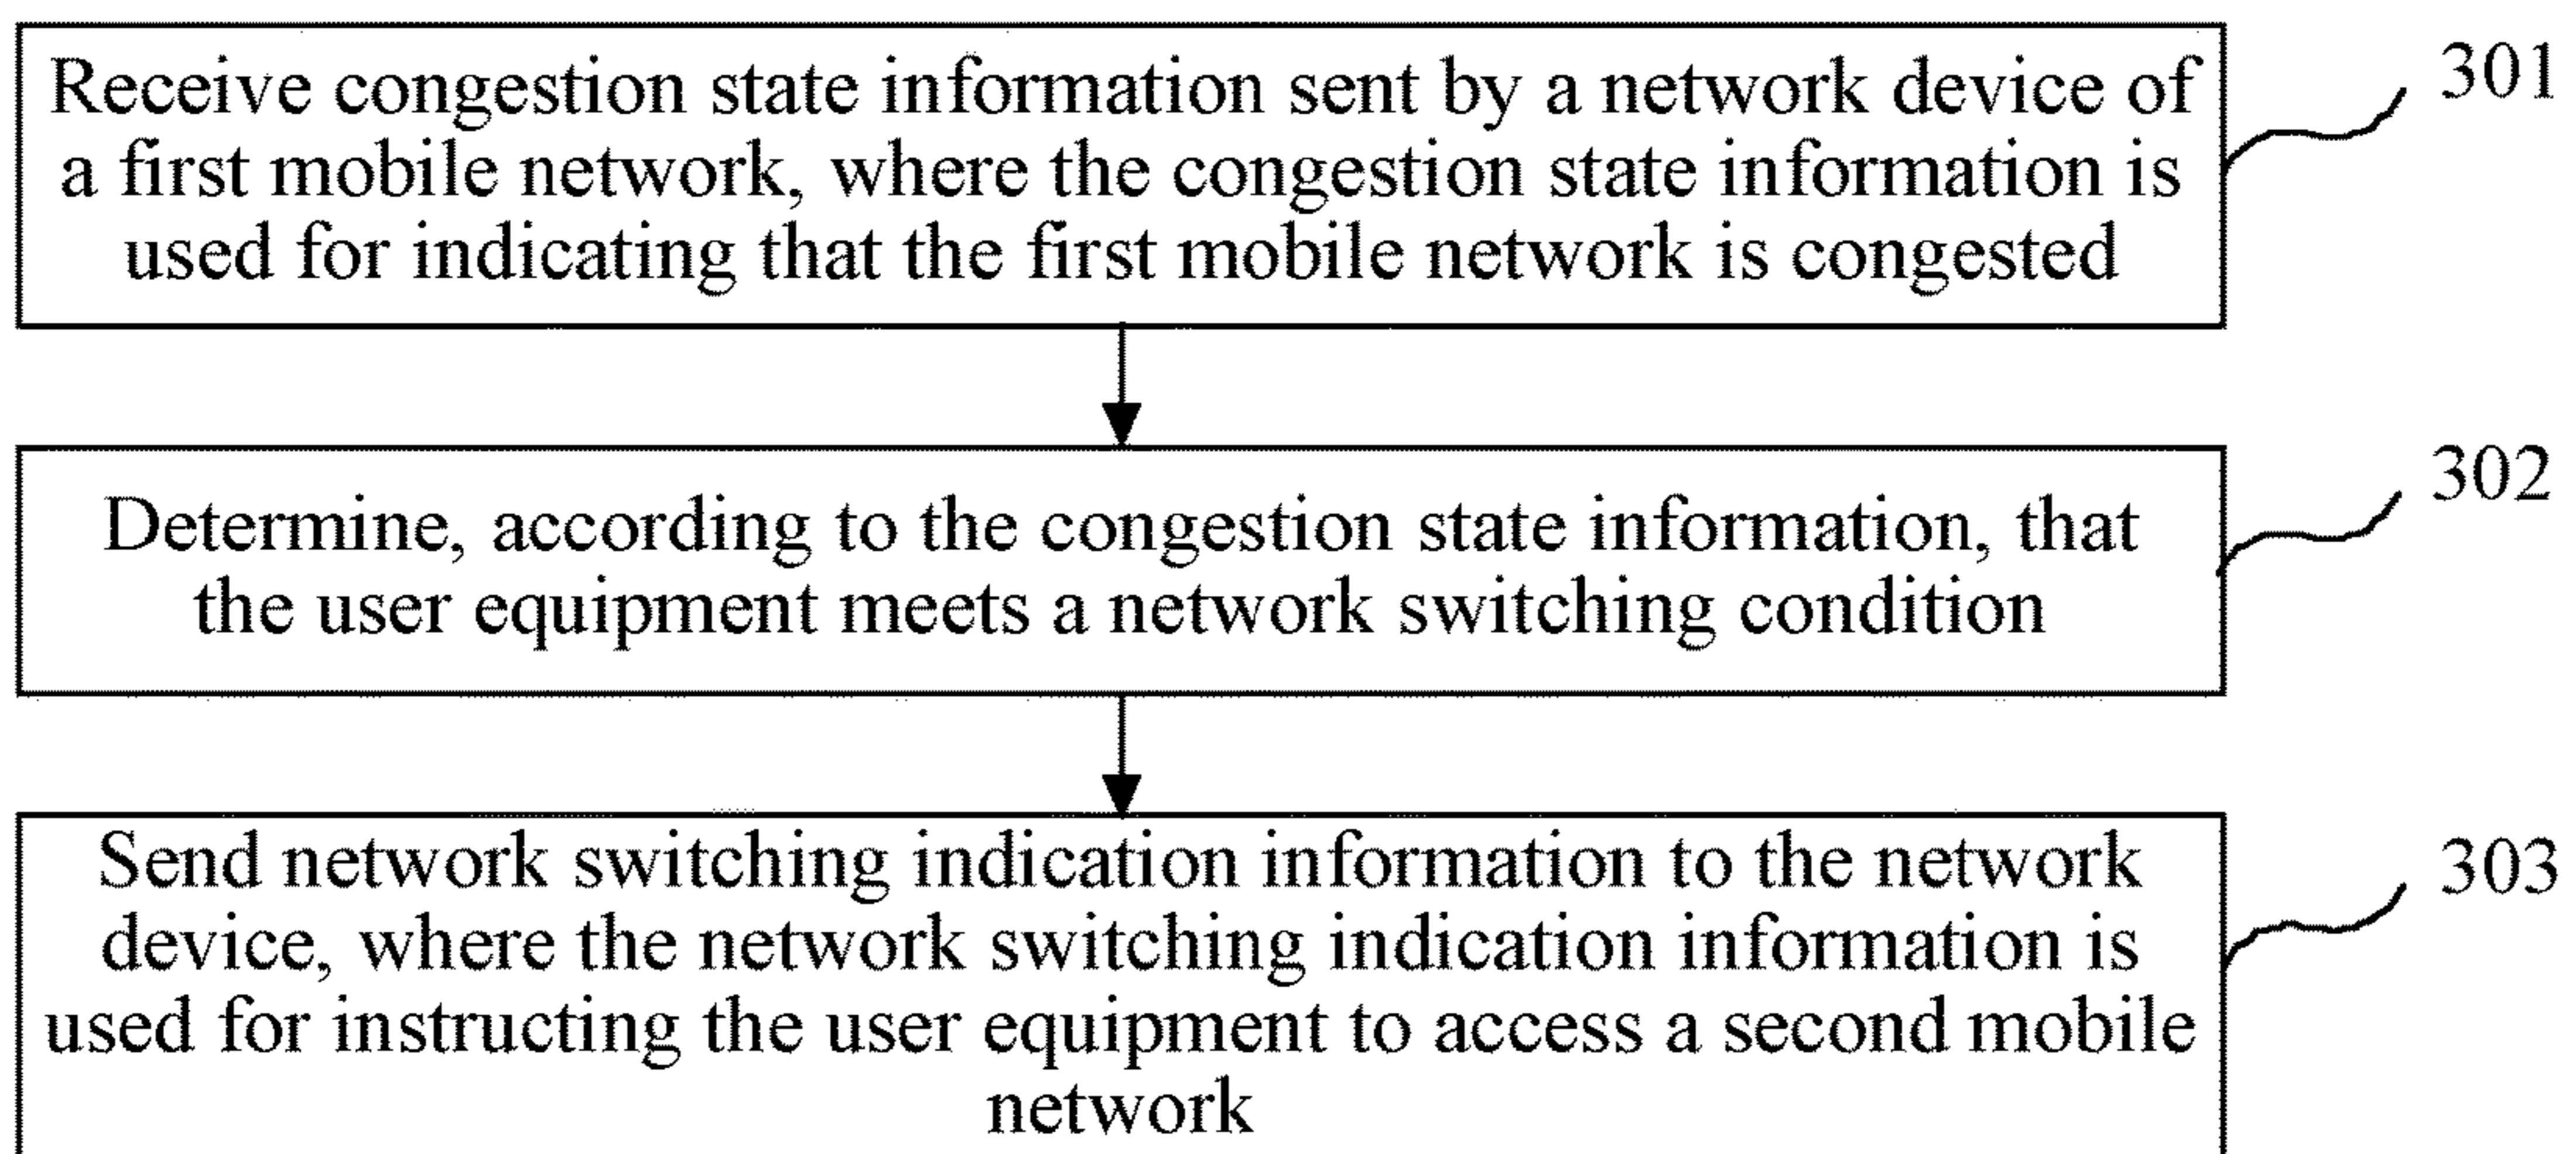 Receive congestion state information sent by a network device of
a first mobile network, where the congestion state information is
used for indicating that the first mobile network is congested
301
Determine, according to the congestion state information, that
the user equipment meets a network switching condition
302
Send network switching indication information to the network
device, where the network switching indication information is
used for instructing the user equipment to access a second mobile
network
303